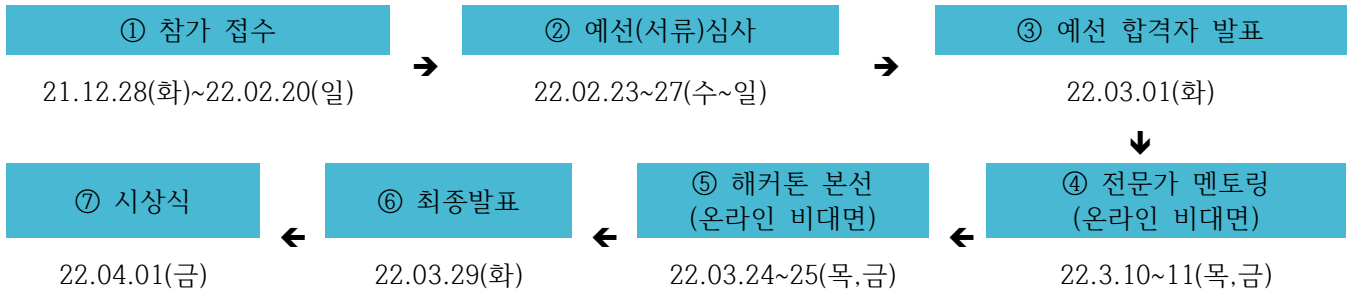 ① 참가 접수
21.12.28(화)~22.02.20(일)
➔
② 예선(서류)심사
22.02.23~27(수~일)
➔
③ 예선 합격자 발표
22.03.01(화)
🡻
④ 전문가 멘토링
(온라인 비대면)
22.3.10~11(목,금)
🡸
⑤ 해커톤 본선
(온라인 비대면)
22.03.24~25(목,금)
🡸
⑥ 최종발표
22.03.29(화)
🡸
⑦ 시상식
22.04.01(금)